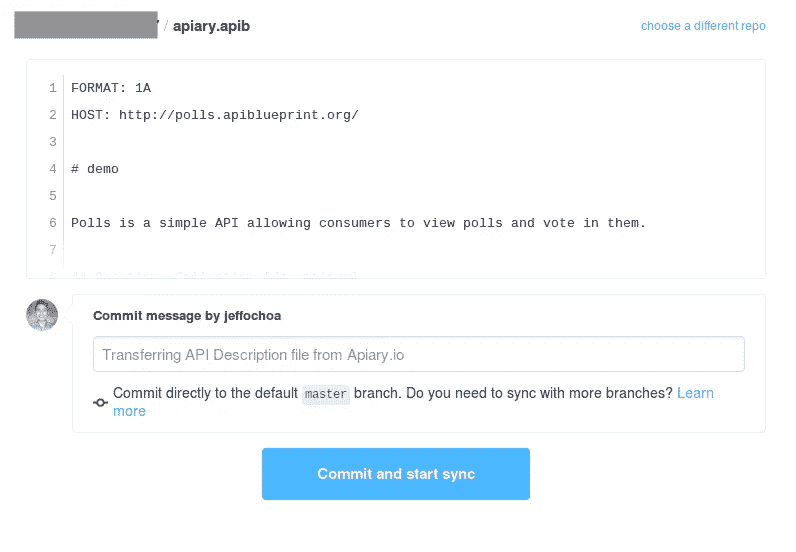 / apiary.apib
choose a different repo
1 FORMAT: 1A
2 HOST: http://polls.apiblueprint.org/
3
4 # demo
5
6 Polls is a simple API allowing consumers to view polls and vote in them.
7
Commit message by jeffochoa
Transferring API Description file from Apiary.io
Commit directly to the default master branch. Do you need to sync with more branches? Learn
more
Commit and start sync